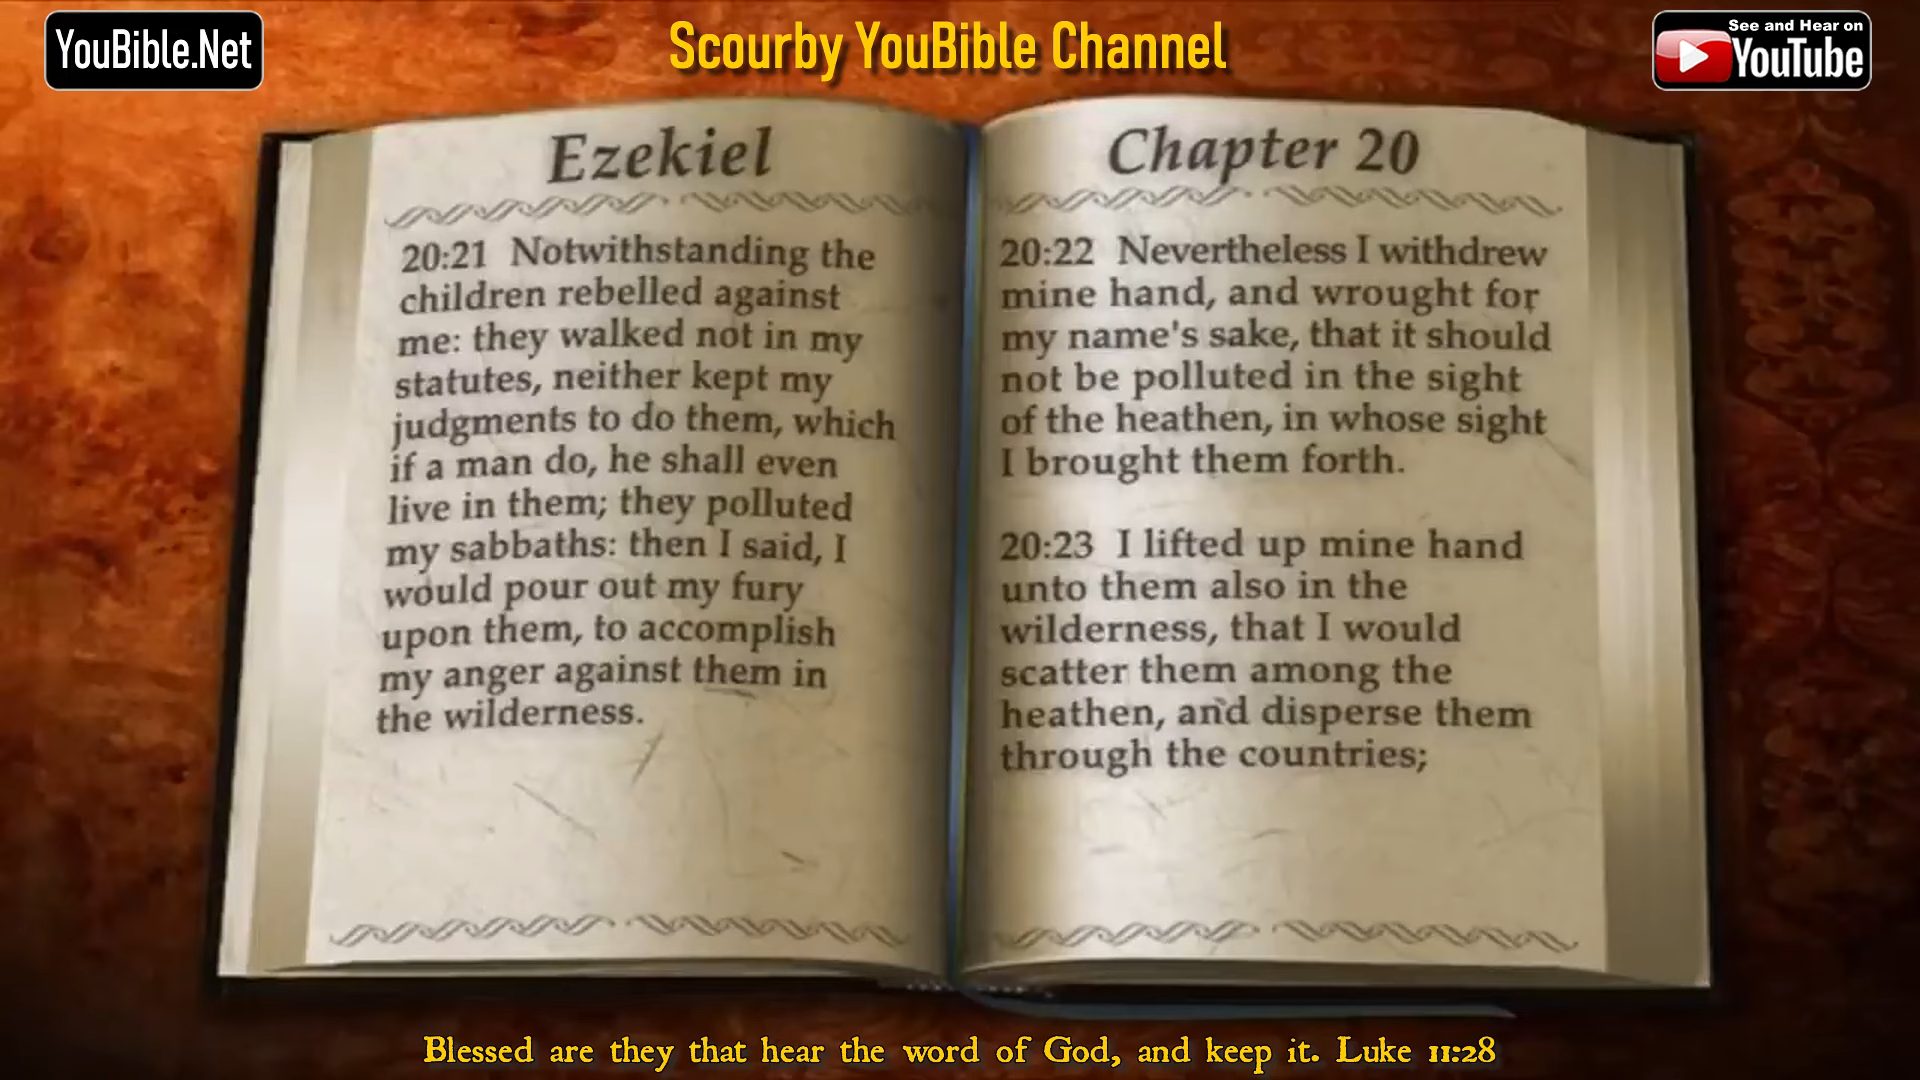 YouBible.Net
Scourby YouBible Channel
See and Hear on
YouTube
Ezekiel
20:21 Notwithstanding the
children rebelled against
me: they walked not in my
statutes, neither kept my
judgments to do them, which
if a man do, he shall even
live in them; they polluted
my sabbaths: then I said, I
would pour out my fury
upon them, to accomplish
my anger against them in
the wilderness.
Chapter 20
20:22 Nevertheless I withdrew
mine hand, and wrought for
my name's sake, that it should
not be polluted in the sight
of the heathen, in whose sight
I brought them forth.
20:23 I lifted up mine hand
unto them also in the
wilderness, that I would
scatter them among the
heathen, and disperse them
through the countries;
Blessed are they that hear the word of God, and keep it. Luke 11:28